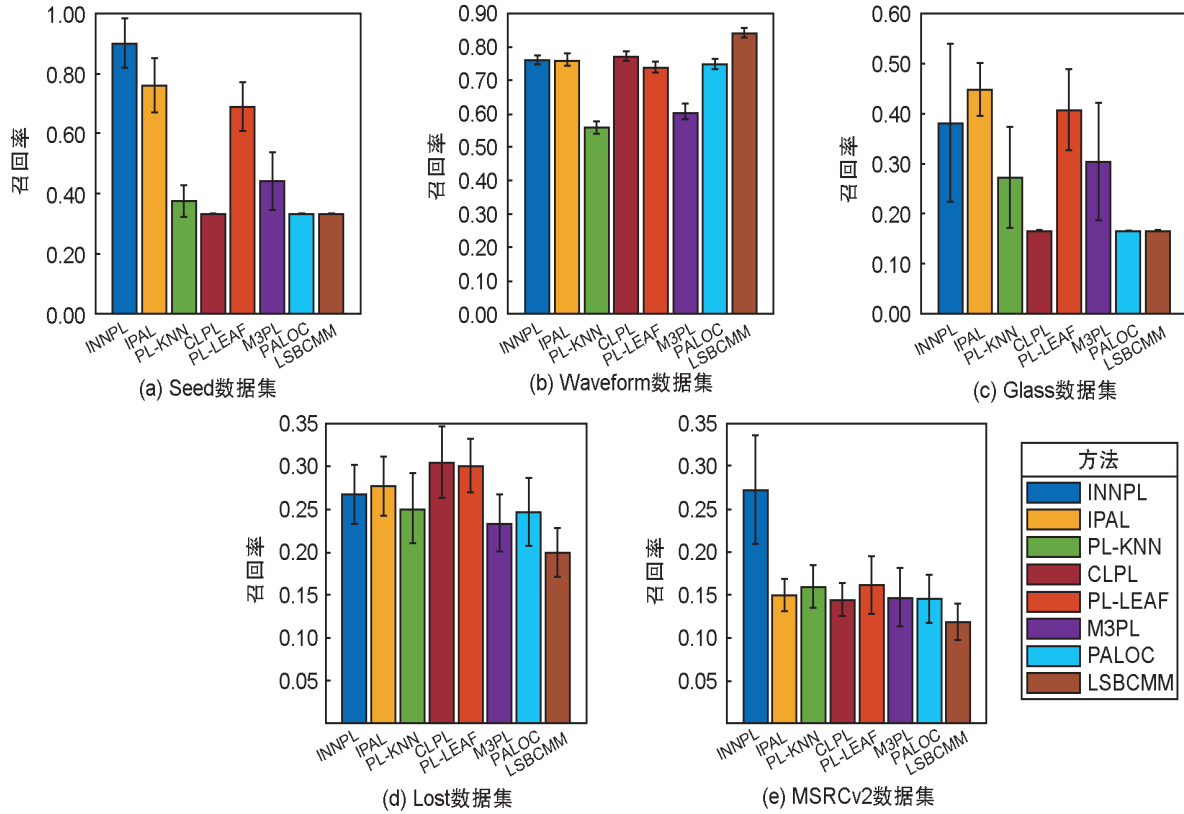 1.00
0.80
0.60
0.40
0.20
0.00
召回率
INNPL
IPAL
PL-KNN
CLPL
PL-LEAF
M3PL
PALOC
LSBCMM
(a) Seed数据集
0.90
0.80
0.70
0.60
0.50
0.40
0.30
0.20
0.10
0.00
召回率
INNPL
IPAL
PL-KNN
CLPL
PL-LEAF
M3PL
PALOC
LSBCMM
(b) Waveform数据集
0.60
0.50
0.40
0.30
0.20
0.10
0.00
召回率
INNPL
IPAL
PL-KNN
CLPL
PL-LEAF
M3PL
PALOC
LSBCMM
(c) Glass数据集
0.35
0.30
0.25
0.20
0.15
0.10
0.05
召回率
INNPL
IPAL
PL-KNN
CLPL
PL-LEAF
M3PL
PALOC
LSBCMM
(d) Lost数据集
0.35
0.30
0.25
0.20
0.15
0.10
0.05
召回率
INNPL
IPAL
PL-KNN
CLPL
PL-LEAF
M3PL
PALOC
LSBCMM
(e) MSRCv2数据集
方法
INNPL
IPAL
PL-KNN
CLPL
PL-LEAF
M3PL
PALOC
LSBCMM